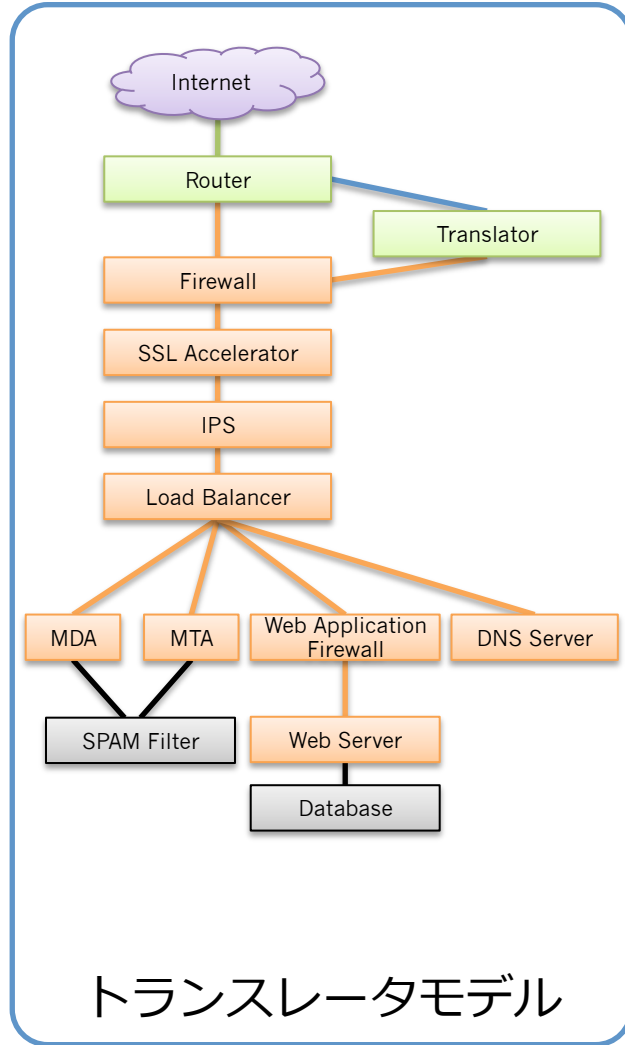 Internet
Router
Translator
Firewall
SSL Accelerator
IPS
Load Balancer
MDA
MTA
Web Application
Firewall
DNS Server
SPAM Filter
Web Server
Database
トランスレータモデル